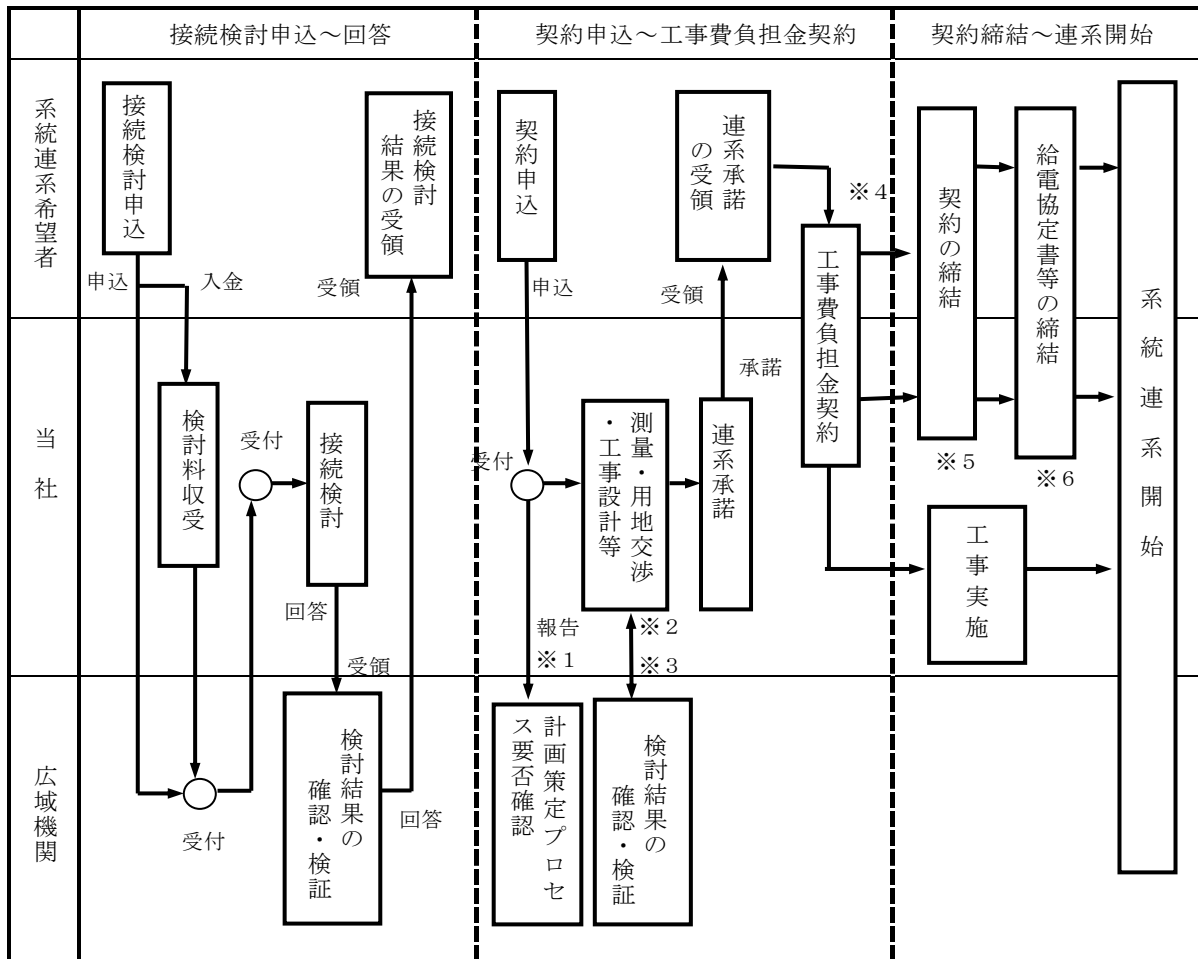 接続検討申込～回答
契約申込～工事費負担金契約
契約締結～連系開始
系統連系希望者
接続検討申込
接続検討
結果の受領
申込
入金
受領
契約申込
申込
連系承諾
の受領
受領
※４
工事費負担金契約
契約の締結
給電協定書等の締結
系統連系開始
当社
検討料収受
受付
接続検討
回答
受領
受付
測量・用地交渉
・工事設計等
承諾
連系承諾
※５
※６
工事実施
報告
※１
※２
※３
広域機関
受付
検討結果の
確認・検証
回答
計画策定プロセ
ス要否確認
検討結果の
確認・検証